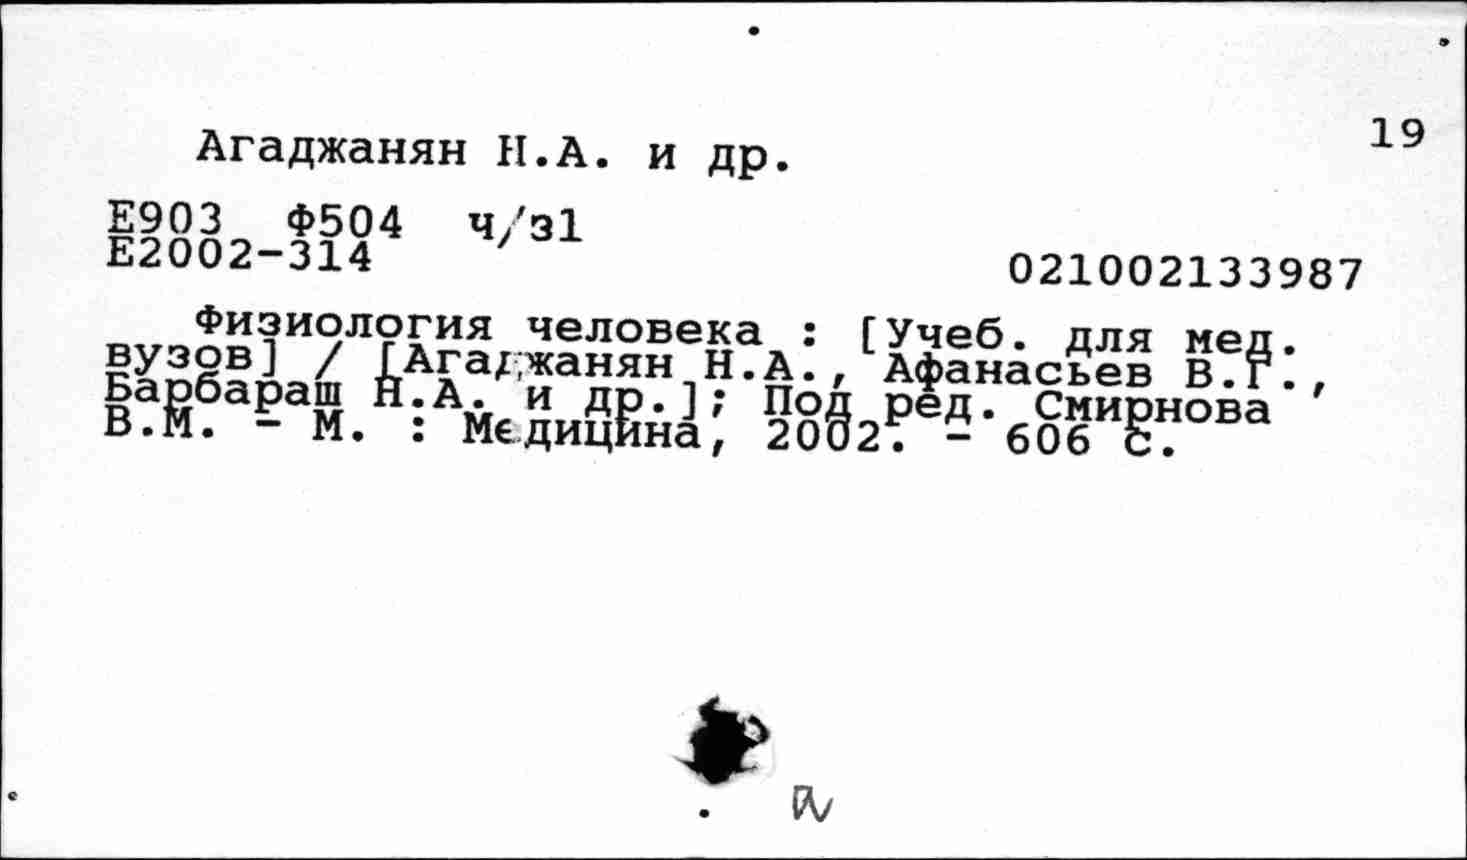 19
Агаджанян Н.А. и др.
Е903 Ф504 ч/з1
Е2002-314
021002133987
Физиология человека : [Учеб. для мед.
вузов] / [Агаджанян Н.А., Афанасьев В.Г.,
Барбараш Н.А. и др.]; Под ред. Смирнова
В.М. - М. : Медицина, 2002. - 606 с.